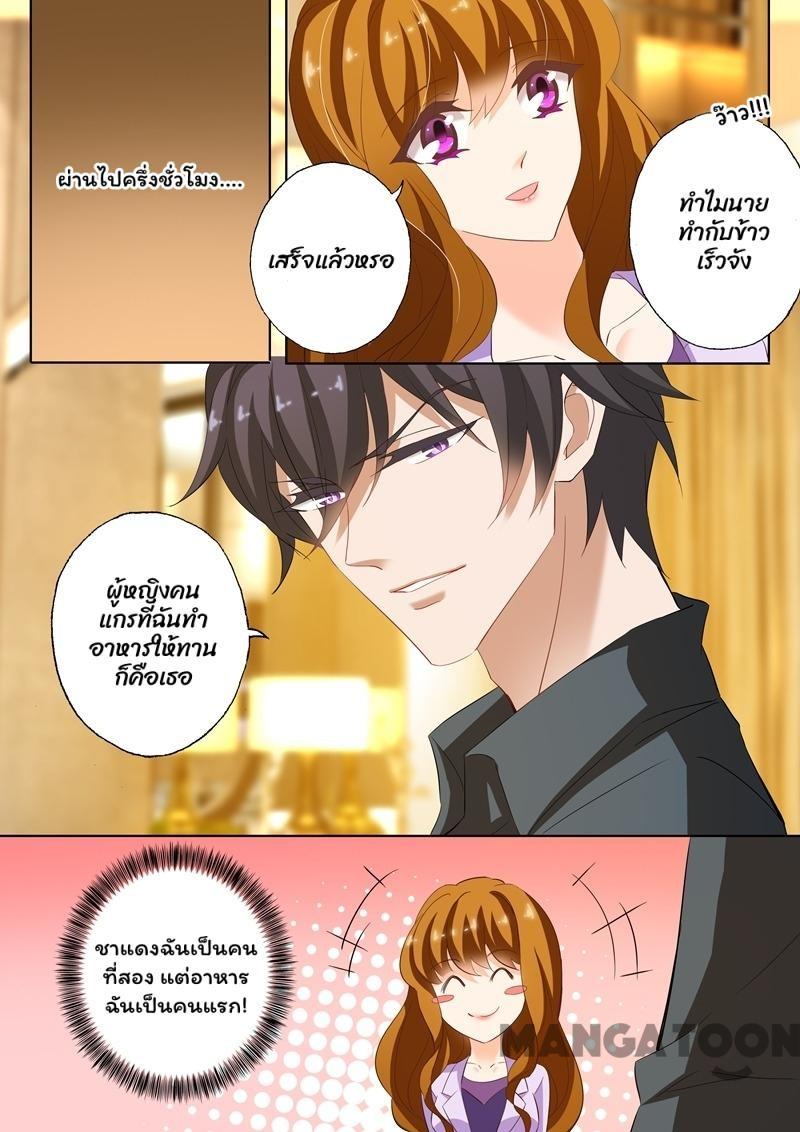 ผ่านไปครึ่งชั่วโมง....
ว๊าว!!!
ทำไมนาย
ทำกับข้าว
เร็วจัง
เสร็จแล้วหรอ
ผู้หญิงคน
แกรที่ฉันทำ
อาหารให้ทาน
ก็คือเธอ
ชาแดงฉันเป็นคน
ที่สอง แต่อาหาร
ฉันเป็นคนแรก!
MANGATOON